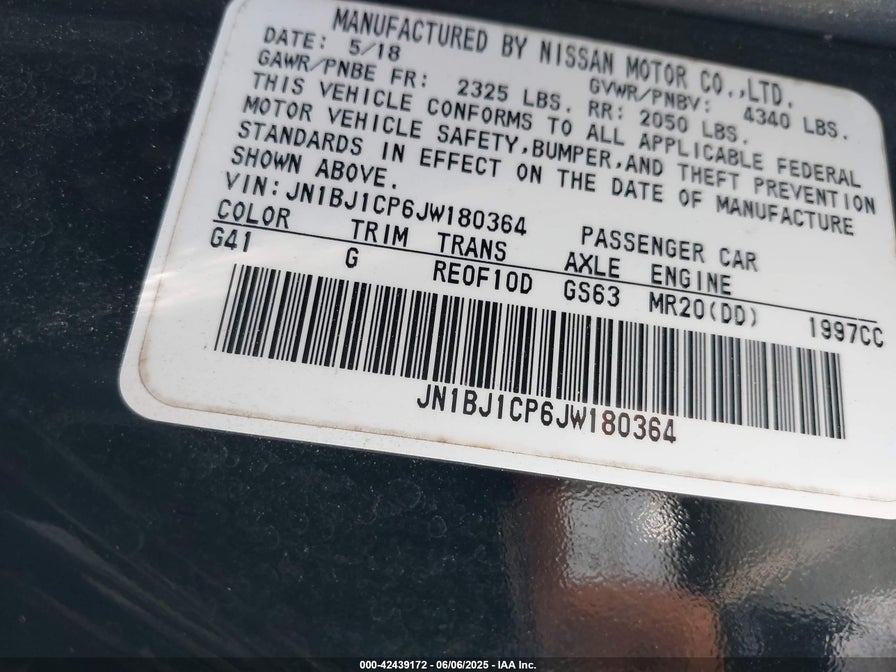 MANUFACTURED BY NISSAN MOTOR CO.,LTD.
DATE: 5/18 GVWR/PNBV: 4340 LBS.
GAWR/PNBE FR: 2325 LBS. RR: 2050 LBS.
THIS VEHICLE CONFORMS TO ALL APPLICABLE FEDERAL
MOTOR VEHICLE SAFETY,BUMPER,AND THEFT PREVENTION
STANDARDS IN EFFECT ON THE DATE OF MANUFACTURE
SHOWN ABOVE.
VIN:JN1BJ1CP6JW180364 PASSENGER CAR
COLOR TRIM TRANS AXLE ENGINE
G41 G RE0F10D GS63 MR20(DD) 1997CC
JN1BJ1CP6JW180364
000-42439172 - 06/06/2025 - IAA Inc.